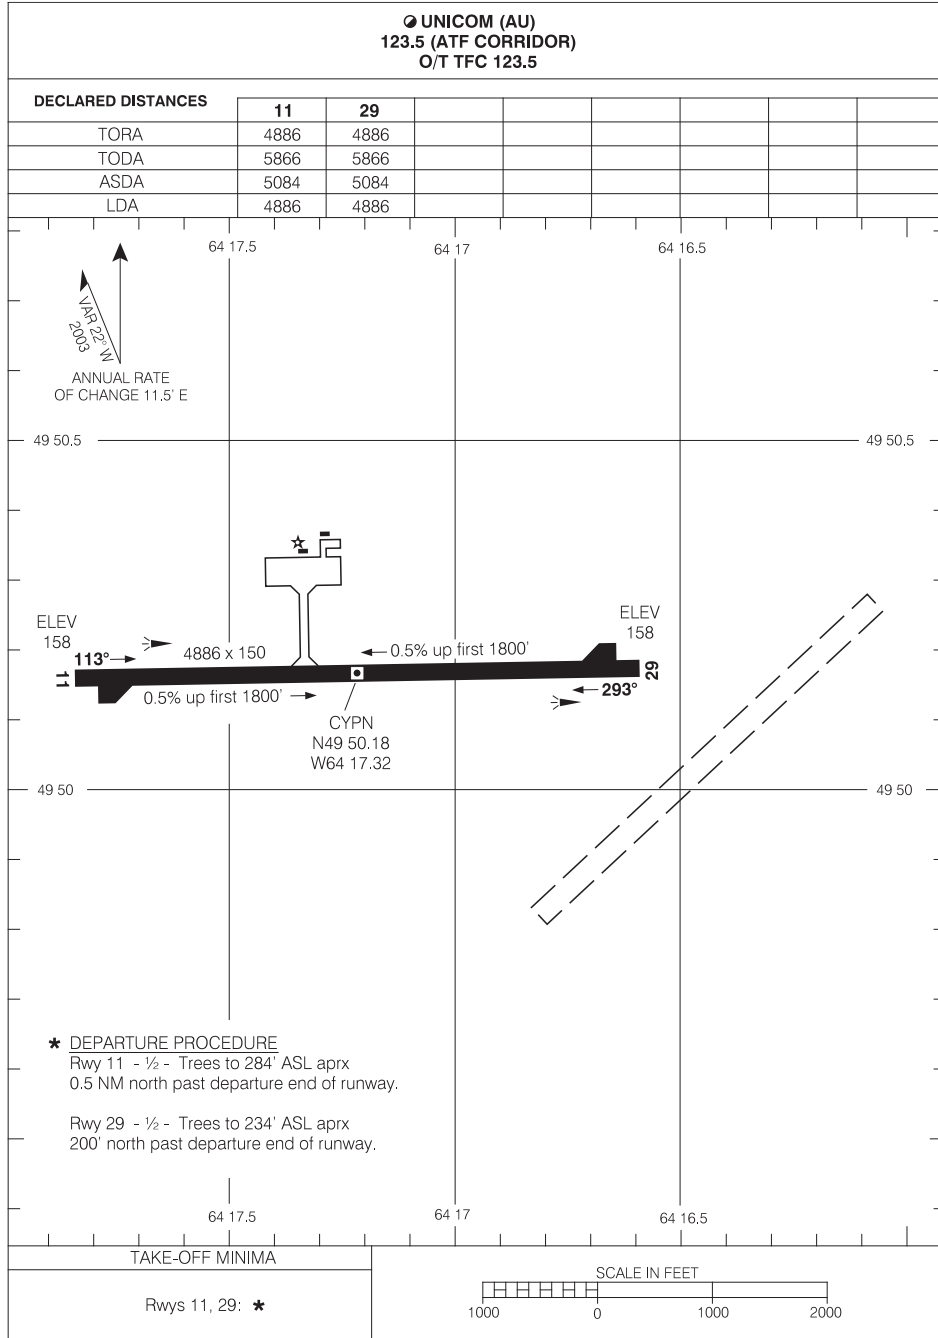 UNICOM (AU)
123.5 (ATF CORRIDOR)
O/T TFC 123.5
DECLARED DISTANCES 11 29
TORA 4886 4886
TODA 5866 5866
ASDA 5084 5084
LDA 4886 4886
64 17.5 64 17 64 16.5
VAR 22° W
2003
ANNUAL RATE
OF CHANGE 11.5' E
49 50.5 49 50.5
ELEV
158
ELEV
158
113°
4886 x 150
0.5% up first 1800'
11
29
0.5% up first 1800'
293°
CYPN
N49 50.18
W64 17.32
49 50 49 50
* DEPARTURE PROCEDURE
Rwy 11 - ½ - Trees to 284' ASL aprx
0.5 NM north past departure end of runway.
Rwy 29 - ½ - Trees to 234' ASL aprx
200' north past departure end of runway.
64 17.5 64 17 64 16.5
TAKE-OFF MINIMA
Rwys 11, 29: *
SCALE IN FEET
1000 0 1000 2000